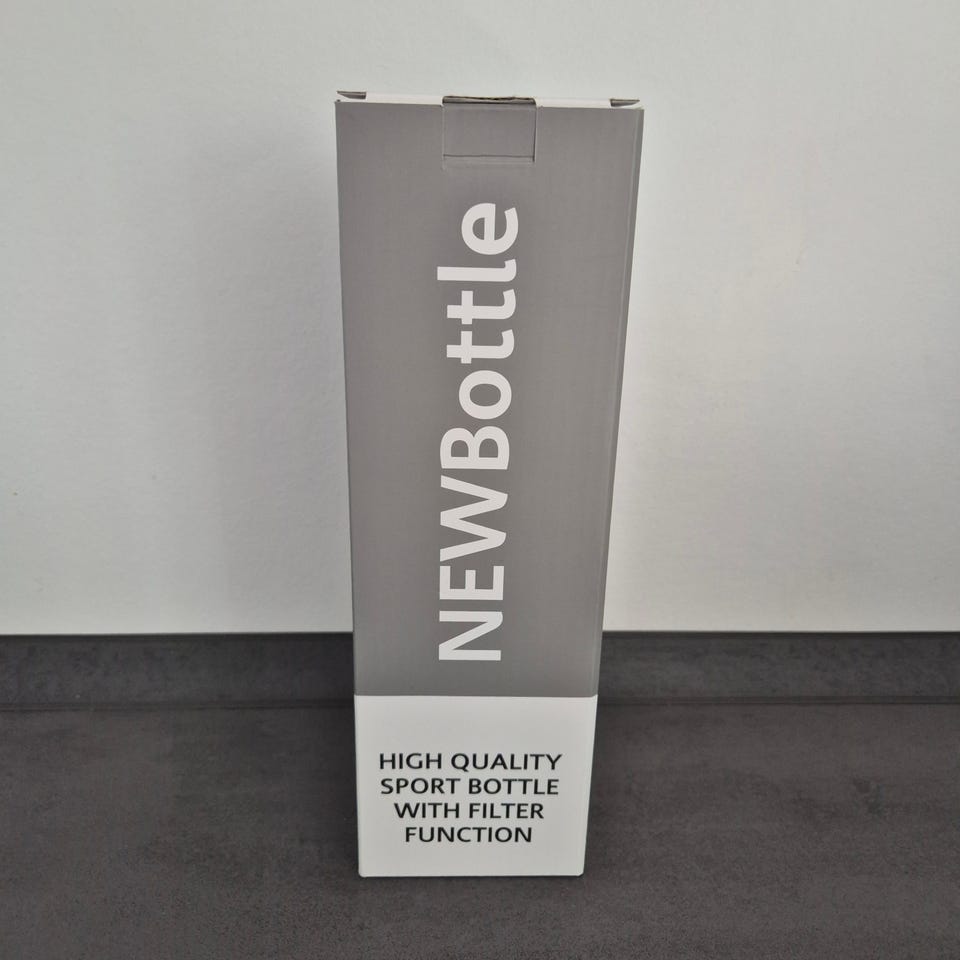 NEWBottle
HIGH QUALITY
SPORT BOTTLE
WITH FILTER
FUNCTION